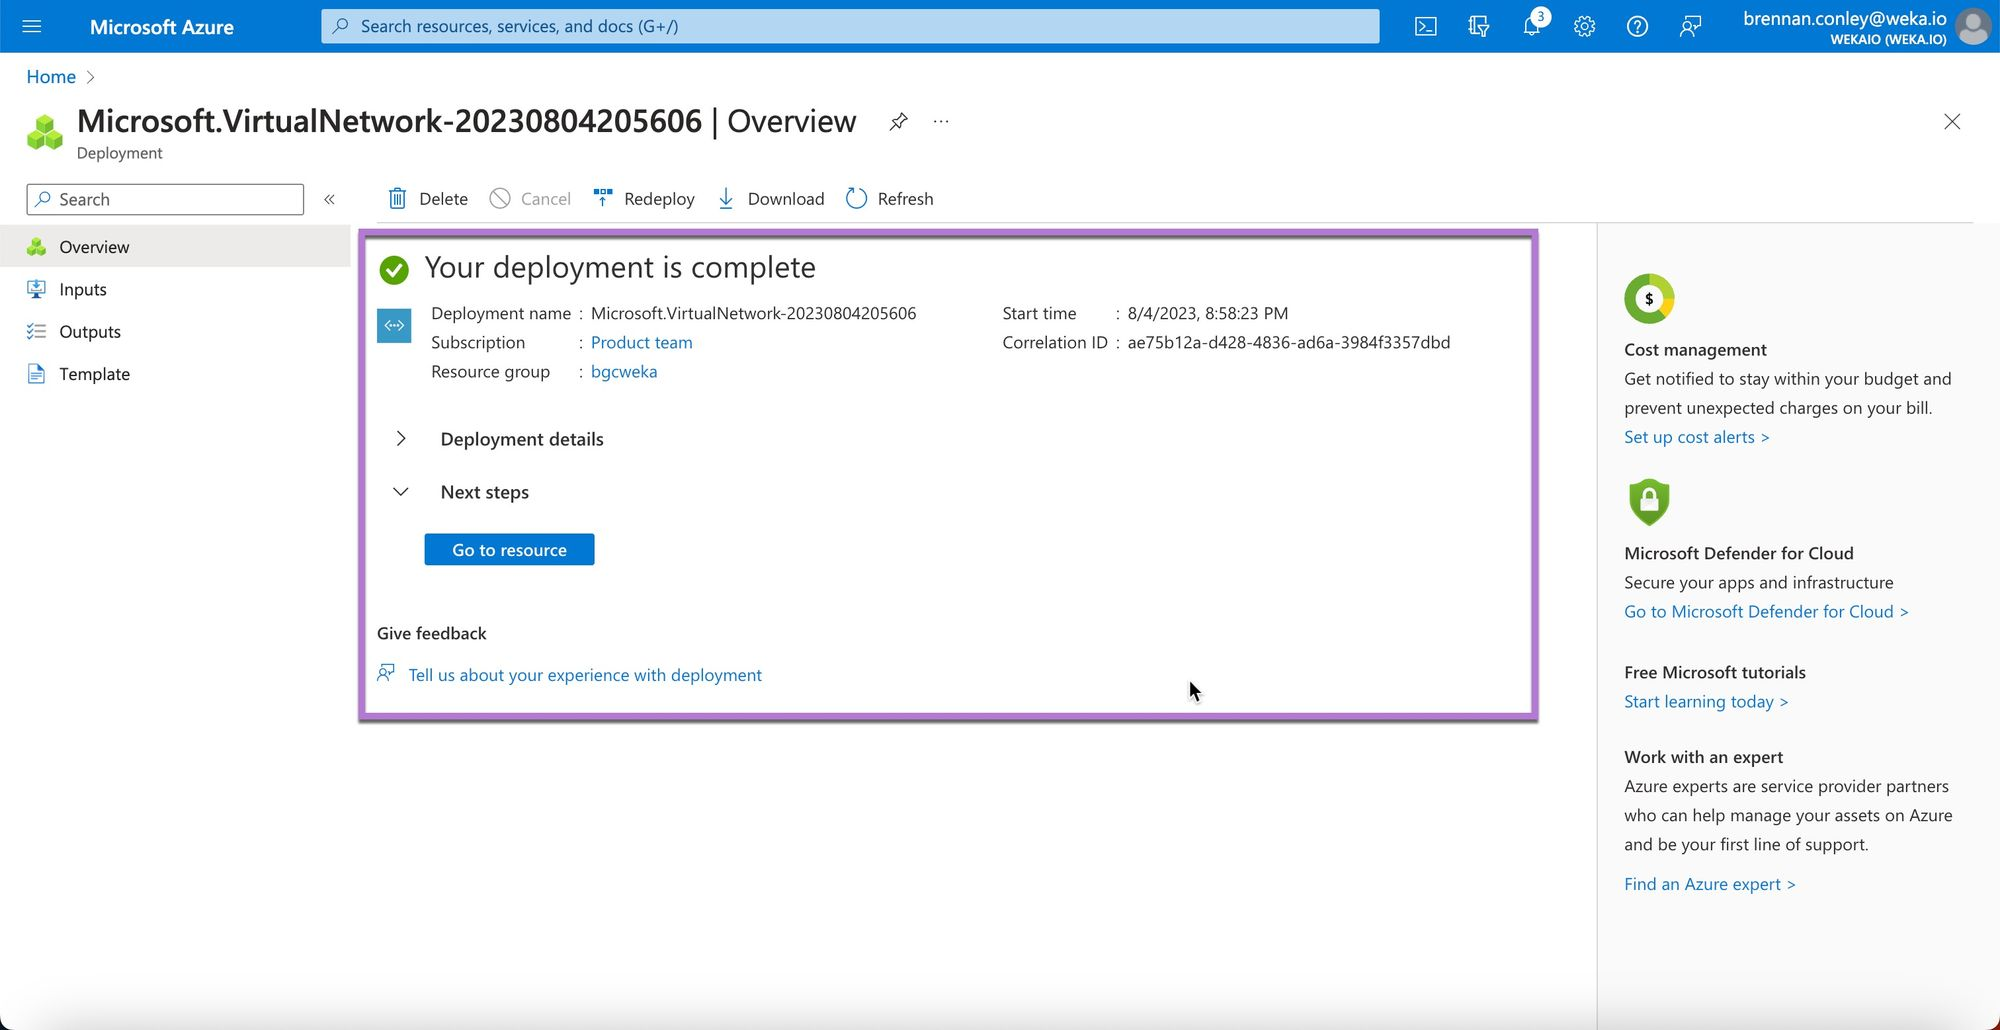 Microsoft Azure
Search resources, services, and docs (G+/)
3
brennan.conley@weka.io
WEKAIO (WEKA.IO)
Home
Microsoft.VirtualNetwork-20230804205606 | Overview
Deployment
Search
Delete
Cancel
Redeploy
Download
Refresh
Overview
Inputs
Outputs
Template
Your deployment is complete
Deployment name : Microsoft.VirtualNetwork-20230804205606
Subscription : Product team
Resource group : bgcweka
Start time : 8/4/2023, 8:58:23 PM
Correlation ID : ae75b12a-d428-4836-ad6a-3984f3357dbd
Deployment details
Next steps
Go to resource
Give feedback
Tell us about your experience with deployment
$
Cost management
Get notified to stay within your budget and
prevent unexpected charges on your bill.
Set up cost alerts >
Microsoft Defender for Cloud
Secure your apps and infrastructure
Go to Microsoft Defender for Cloud >
Free Microsoft tutorials
Start learning today >
Work with an expert
Azure experts are service provider partners
who can help manage your assets on Azure
and be your first line of support.
Find an Azure expert >